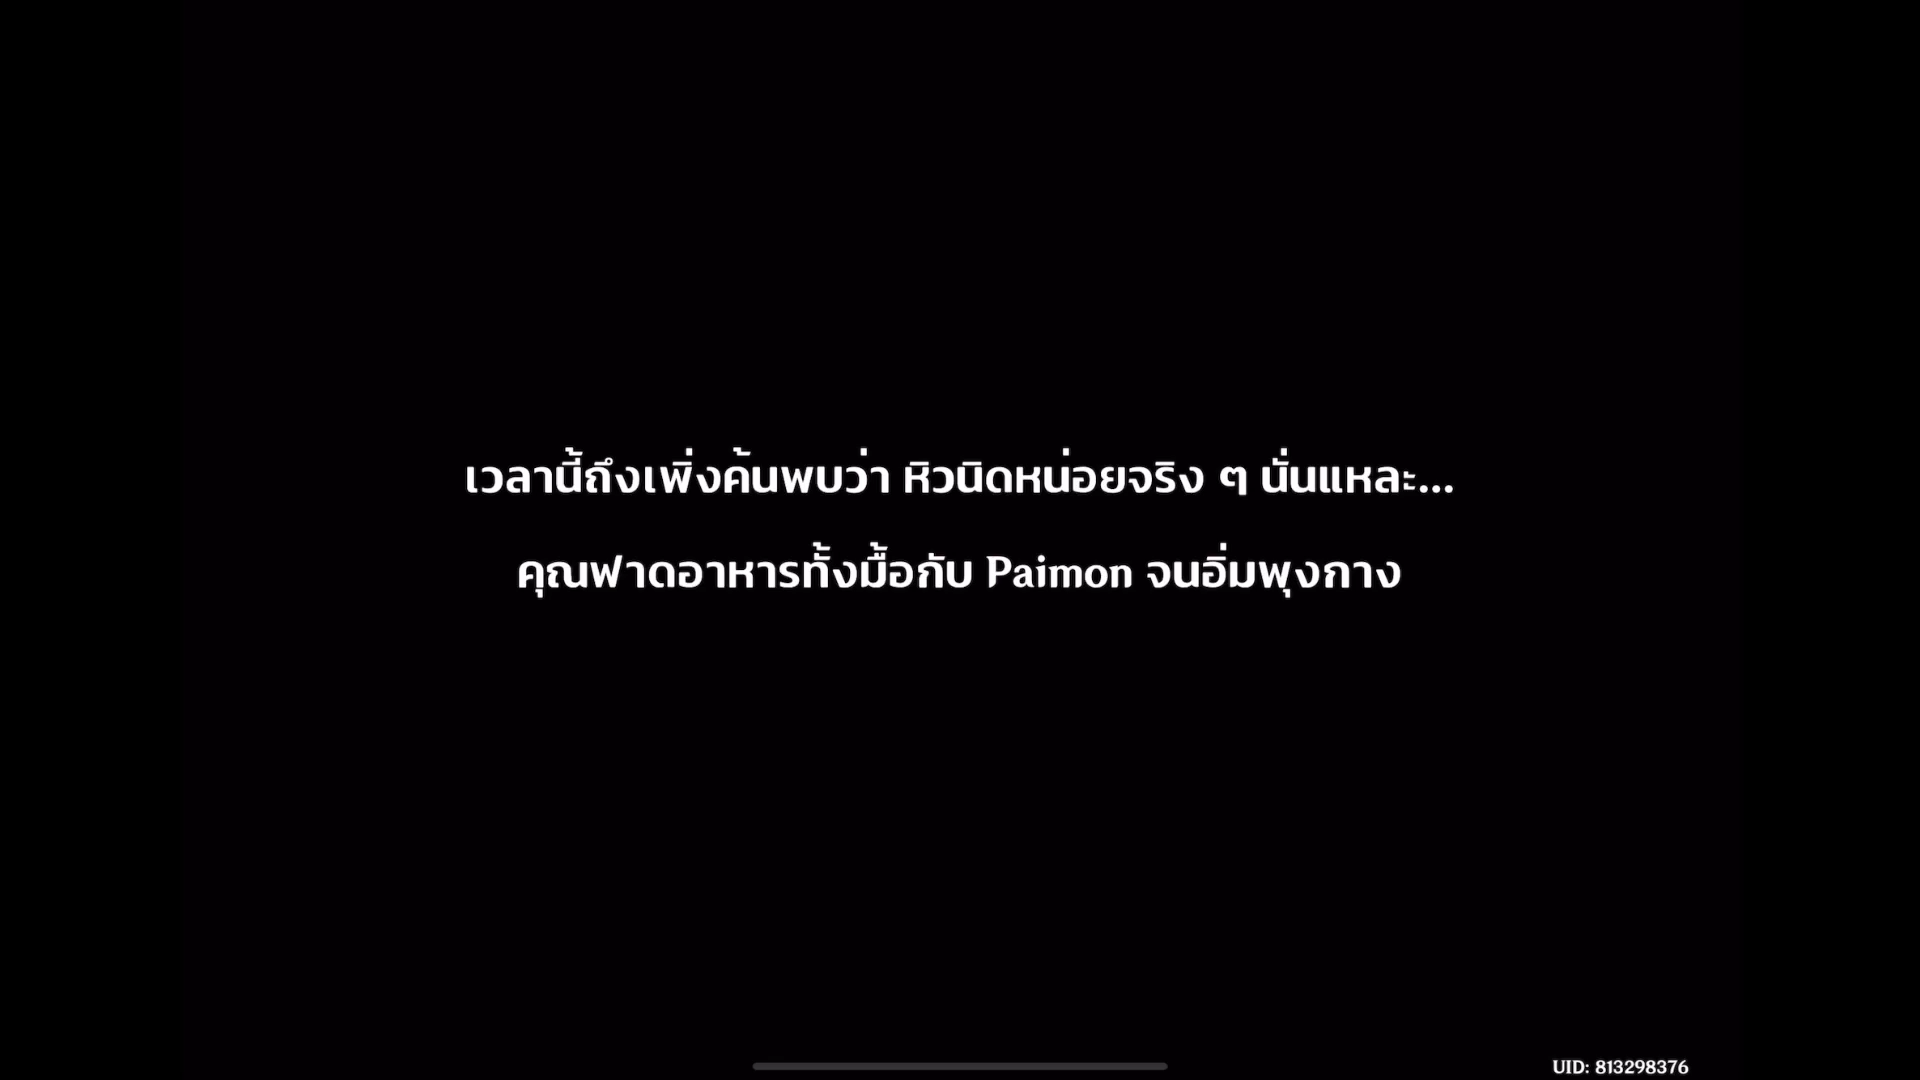 เวลานี้ถึงเพิ่งค้นพบว่า หิวนิดหน่อยจริง ๆ นั่นแหละ...
คุณฟาดอาหารทั้งมื้อกับ Paimon จนอิ่มพุงกาง
UID: 813298376